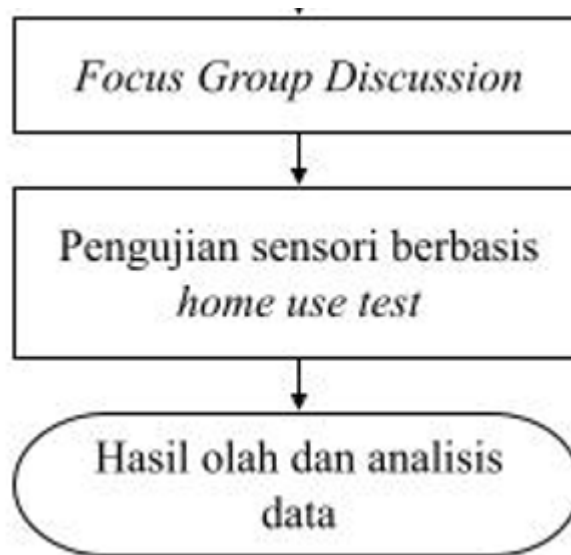 Focus Group Discussion
Pengujian sensori berbasis
home use test
Hasil olah dan analisis
data